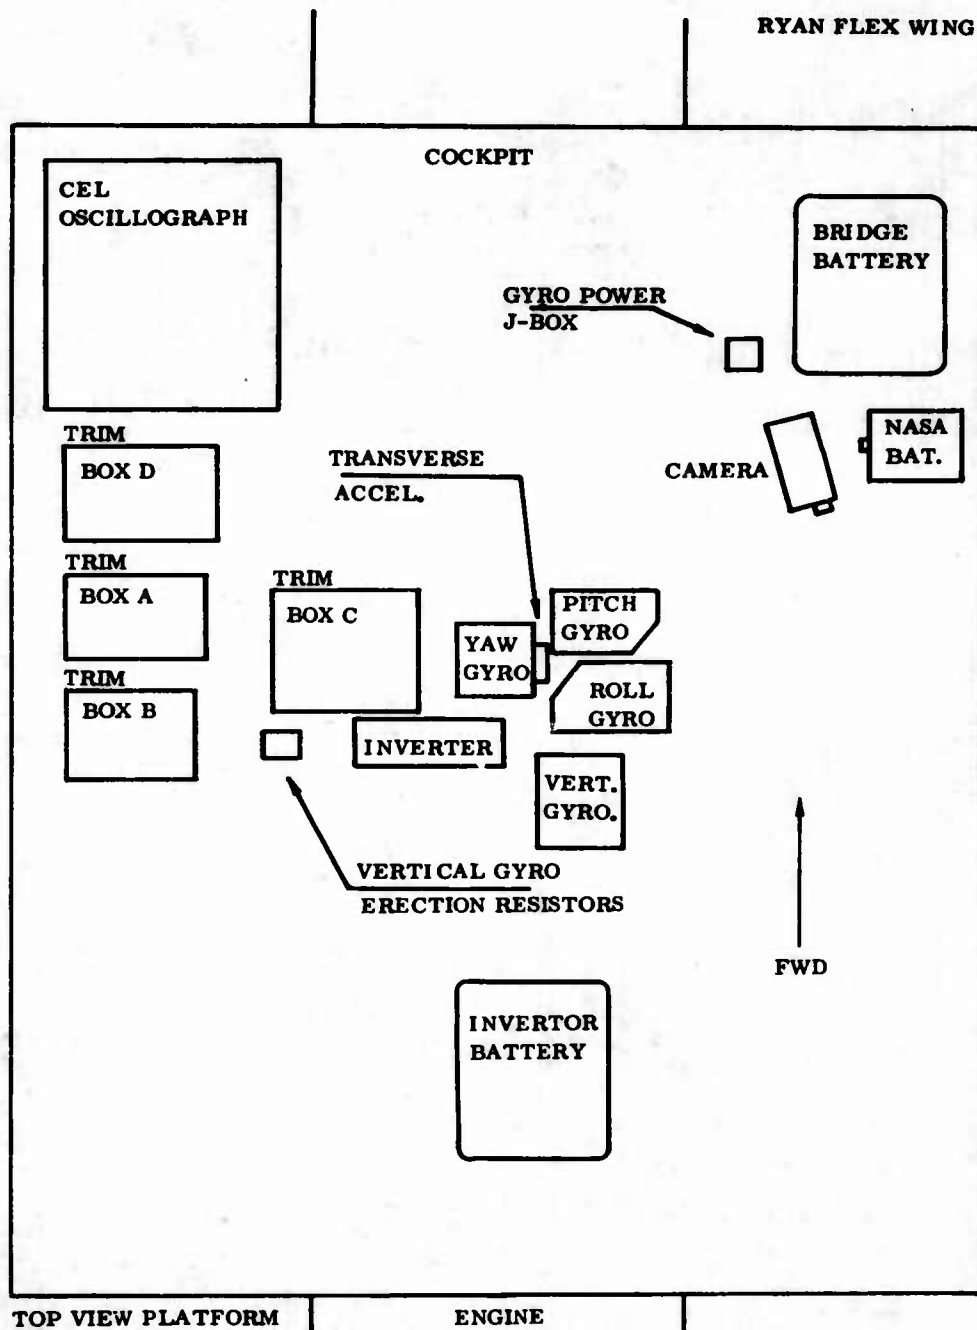 RYAN FLEX WING
COCKPIT
CEL
OSCILLOGRAPH
BRIDGE
BATTERY
GYRO POWER
J-BOX
TRIM
BOX D
TRANSVERSE
ACCEL.
CAMERA
NASA
BAT.
TRIM
BOX A
TRIM
BOX C
PITCH
GYRO
YAW
GYRO
TRIM
BOX B
ROLL
GYRO
INVERTER
VERT.
GYRO.
VERTICAL GYRO
ERECTION RESISTORS
FWD
INVERTOR
BATTERY
TOP VIEW PLATFORM
ENGINE